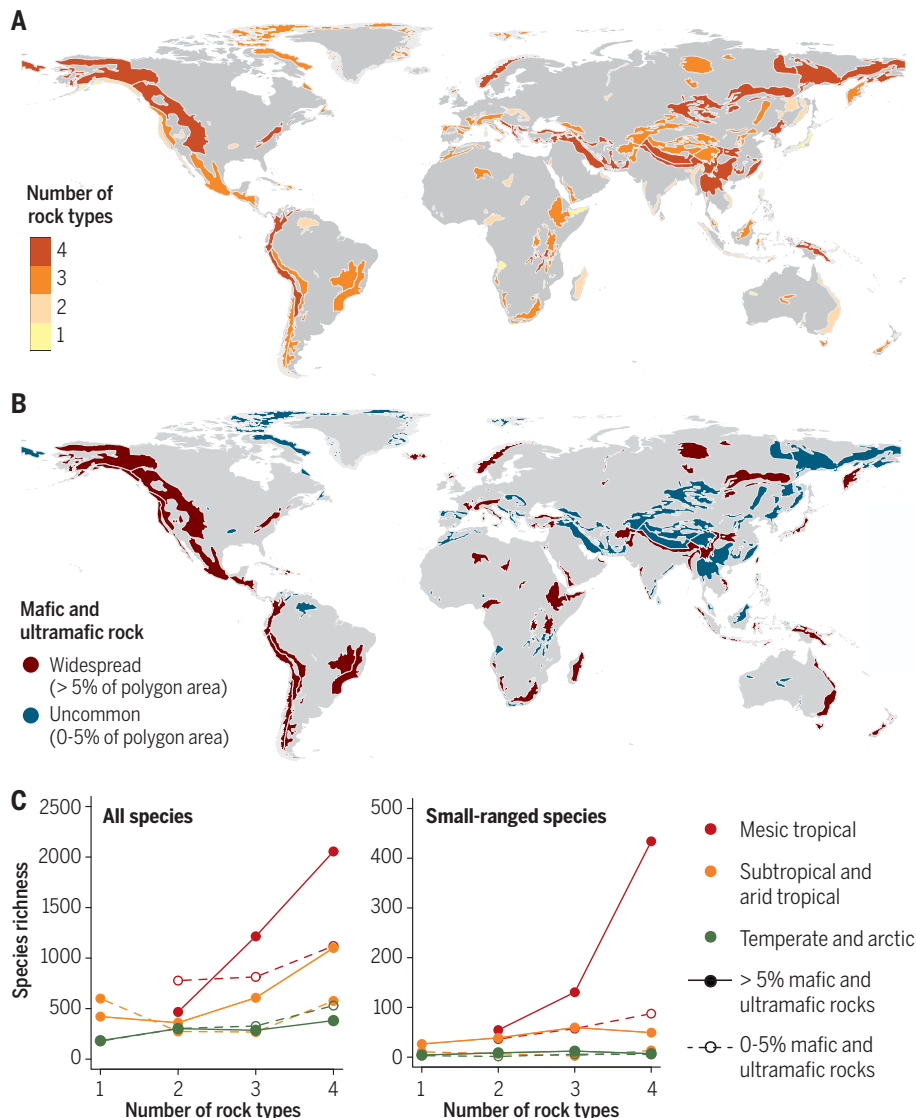 A
Number of
rock types
4
3
2
1
B
Mafic and
ultramafic rock
Widespread
(> 5% of polygon area)
Uncommon
(0-5% of polygon area)
C
All species
Species richness
2500
2000
1500
1000
500
0
1 2 3 4
Number of rock types
Small-ranged species
500
400
300
200
100
0
1 2 3 4
Number of rock types
Mesic tropical
Subtropical and
arid tropical
Temperate and arctic
> 5% mafic and
ultramafic rocks
0-5% mafic and
ultramafic rocks